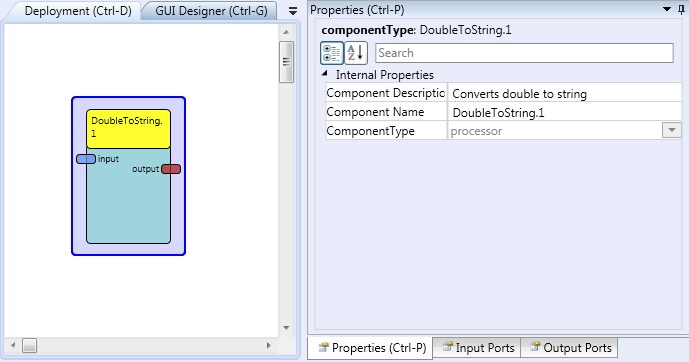 Deployment (Ctrl-D)
GUI Designer (Ctrl-G)
DoubleToString.
1
input
output
Properties (Ctrl-P)
componentType: DoubleToString.1
A
Z
Search
Internal Properties
Component Descriptio Converts double to string
Component Name DoubleToString.1
ComponentType processor
Properties (Ctrl-P)
Input Ports
Output Ports